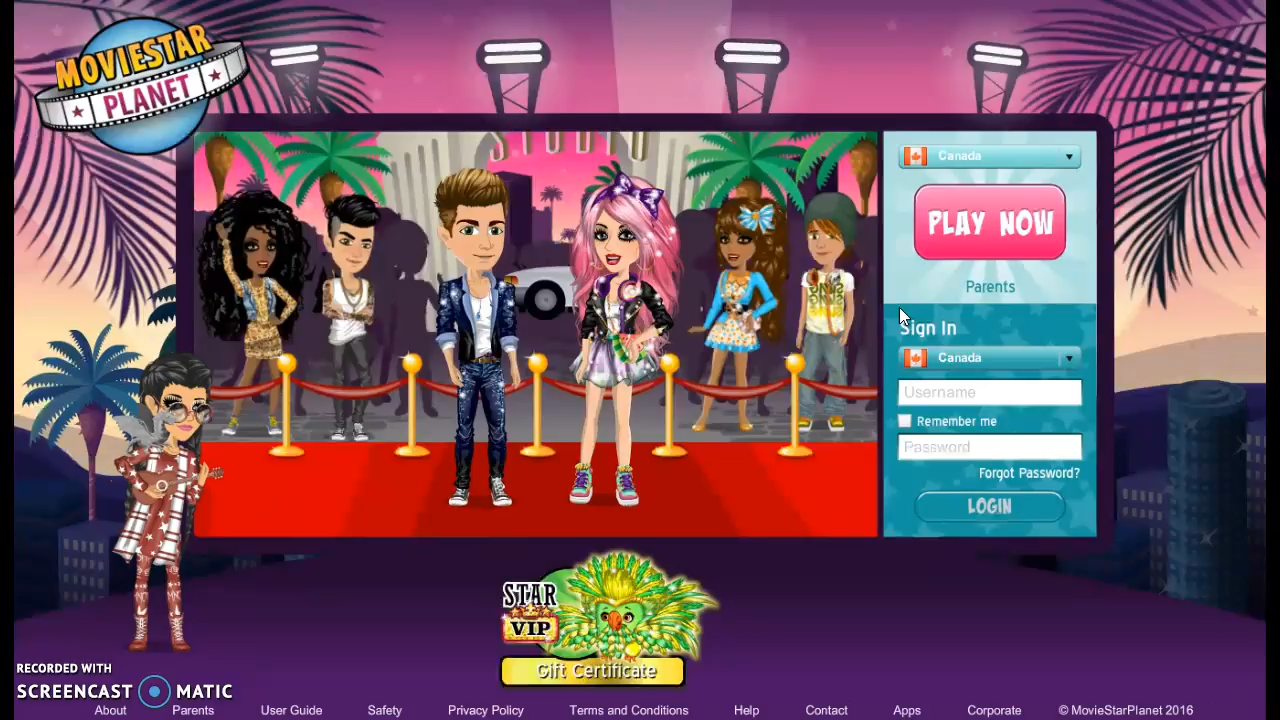 MOVIESTAR
PLANET
STUDIO
Canada
PLAY NOW
Parents
Sign In
Canada
Username
Remember me
Password
Forgot Password?
LOGIN
STAR
VIP
Gift Certificate
RECORDED WITH
SCREENCAST MATIC
About Parents User Guide Safety Privacy Policy Terms and Conditions Help Contact Apps Corporate © MovieStarPlanet 2016